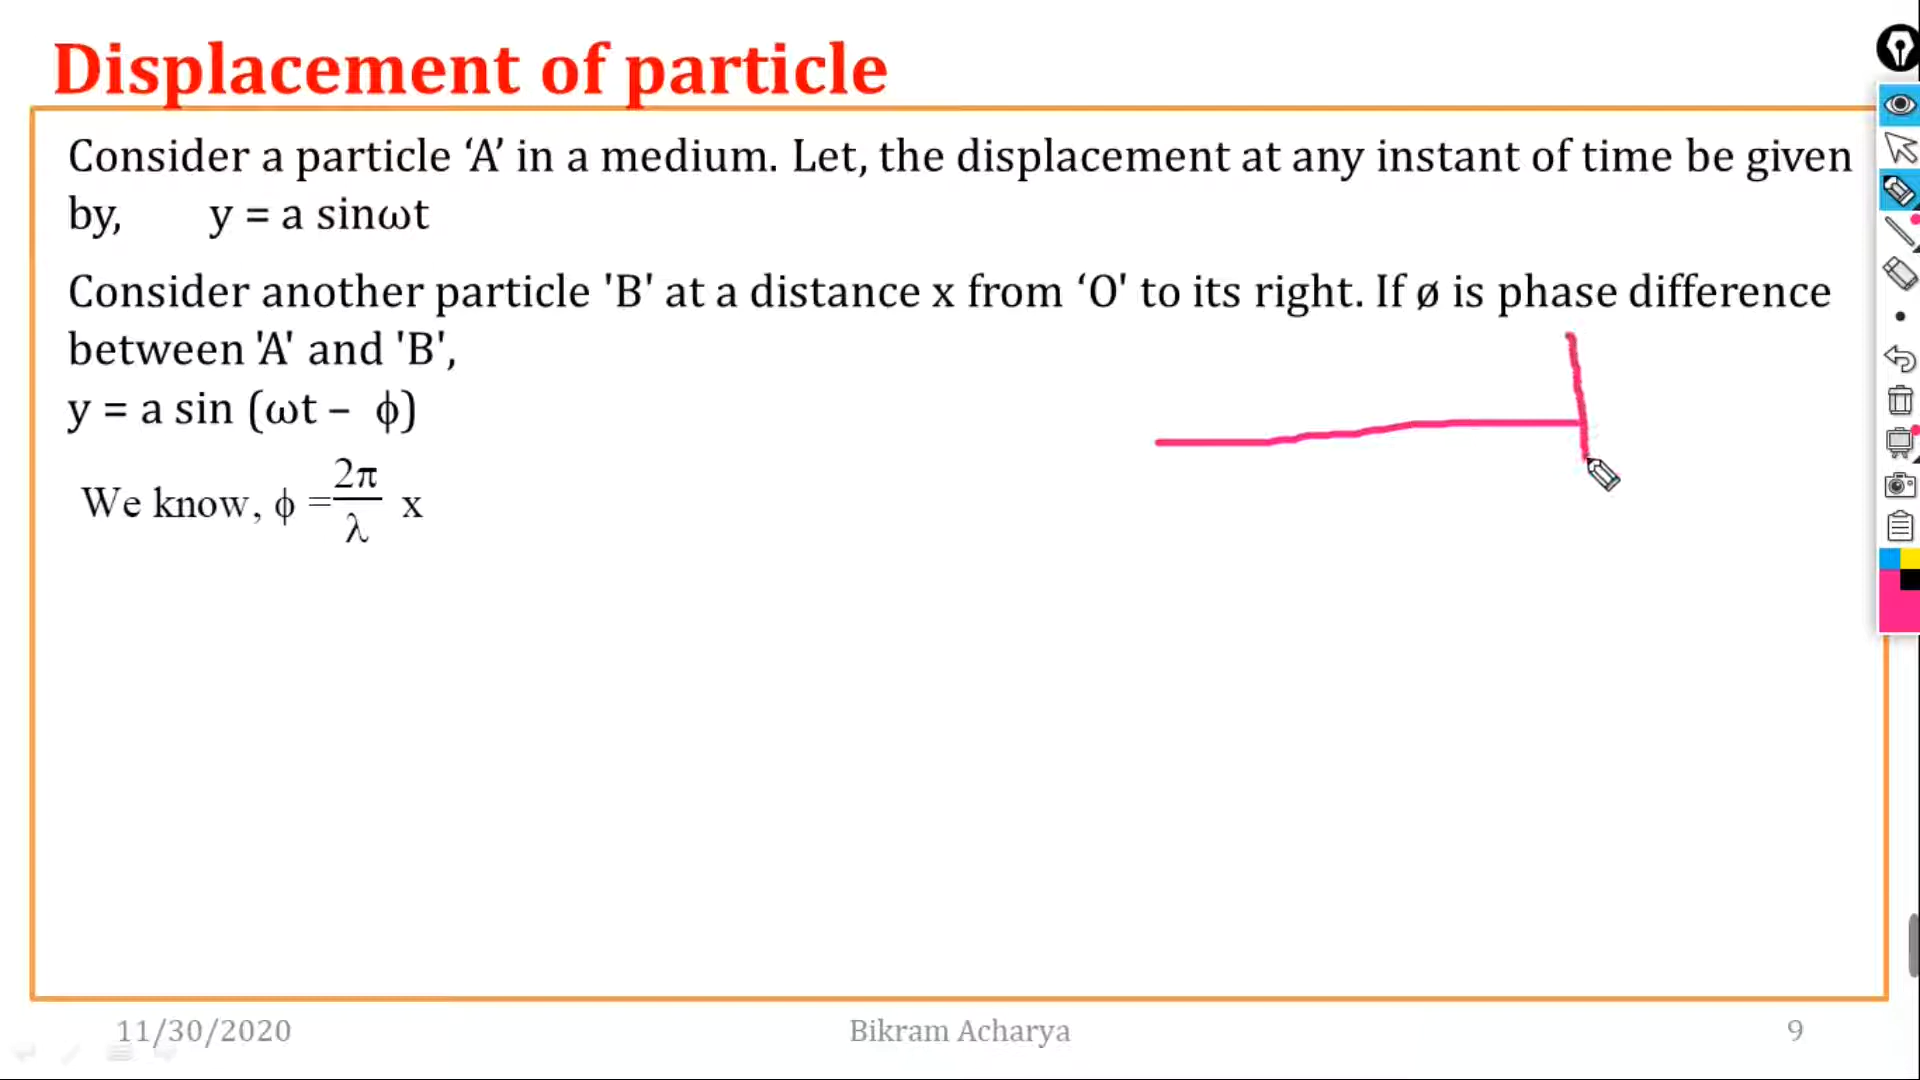 Displacement of particle
Consider a particle ‘A’ in a medium. Let, the displacement at any instant of time be given
by, y = a sinωt
Consider another particle 'B' at a distance x from ‘O' to its right. If ø is phase difference
between 'A' and 'B',
y = a sin (ωt – ϕ)
We know, ϕ = 2π/λ x
11/30/2020 Bikram Acharya 9